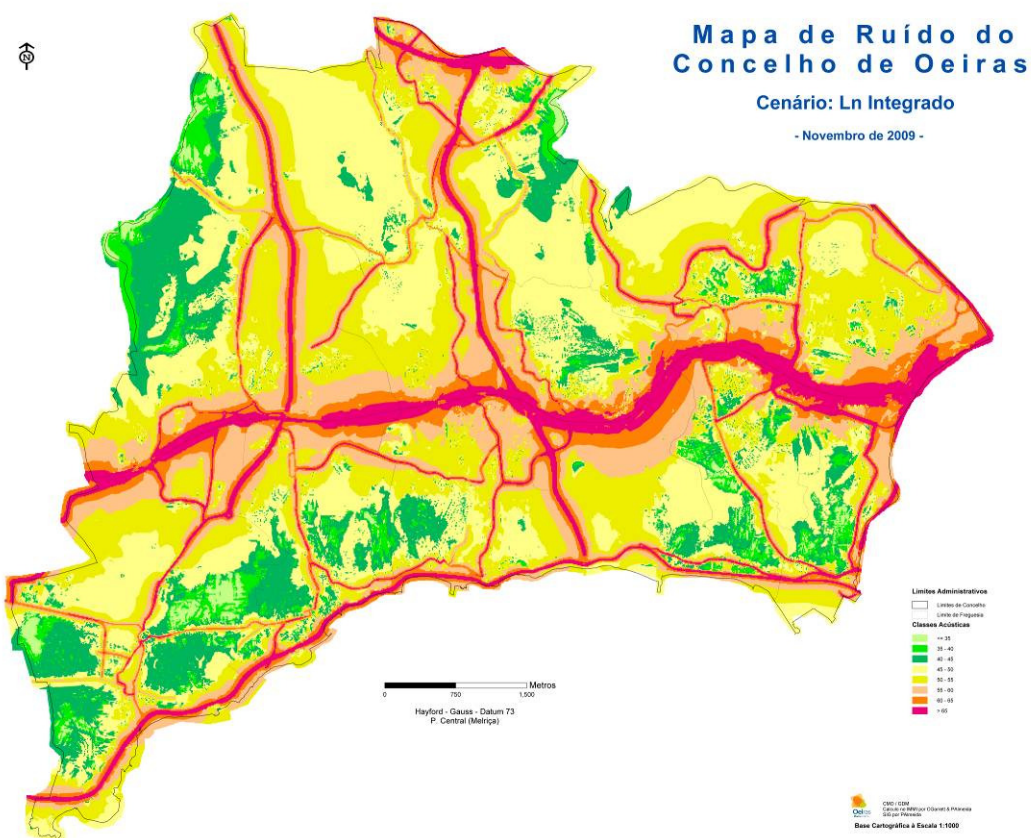 Mapa de Ruído do
Concelho de Oeiras
Cenário: Ln Integrado
- Novembro de 2009 -
N
Limites Administrativos
Limites de Concelho
Limite de Freguesia
Classes Acústicas
<= 35
35 - 40
40 - 45
45 - 50
50 - 55
55 - 60
60 - 65
> 65
Metros
0 750 1,500
Hayford - Gauss - Datum 73
P. Central (Melriça)
Oeiras
Base Cartográfica à Escala 1:1000